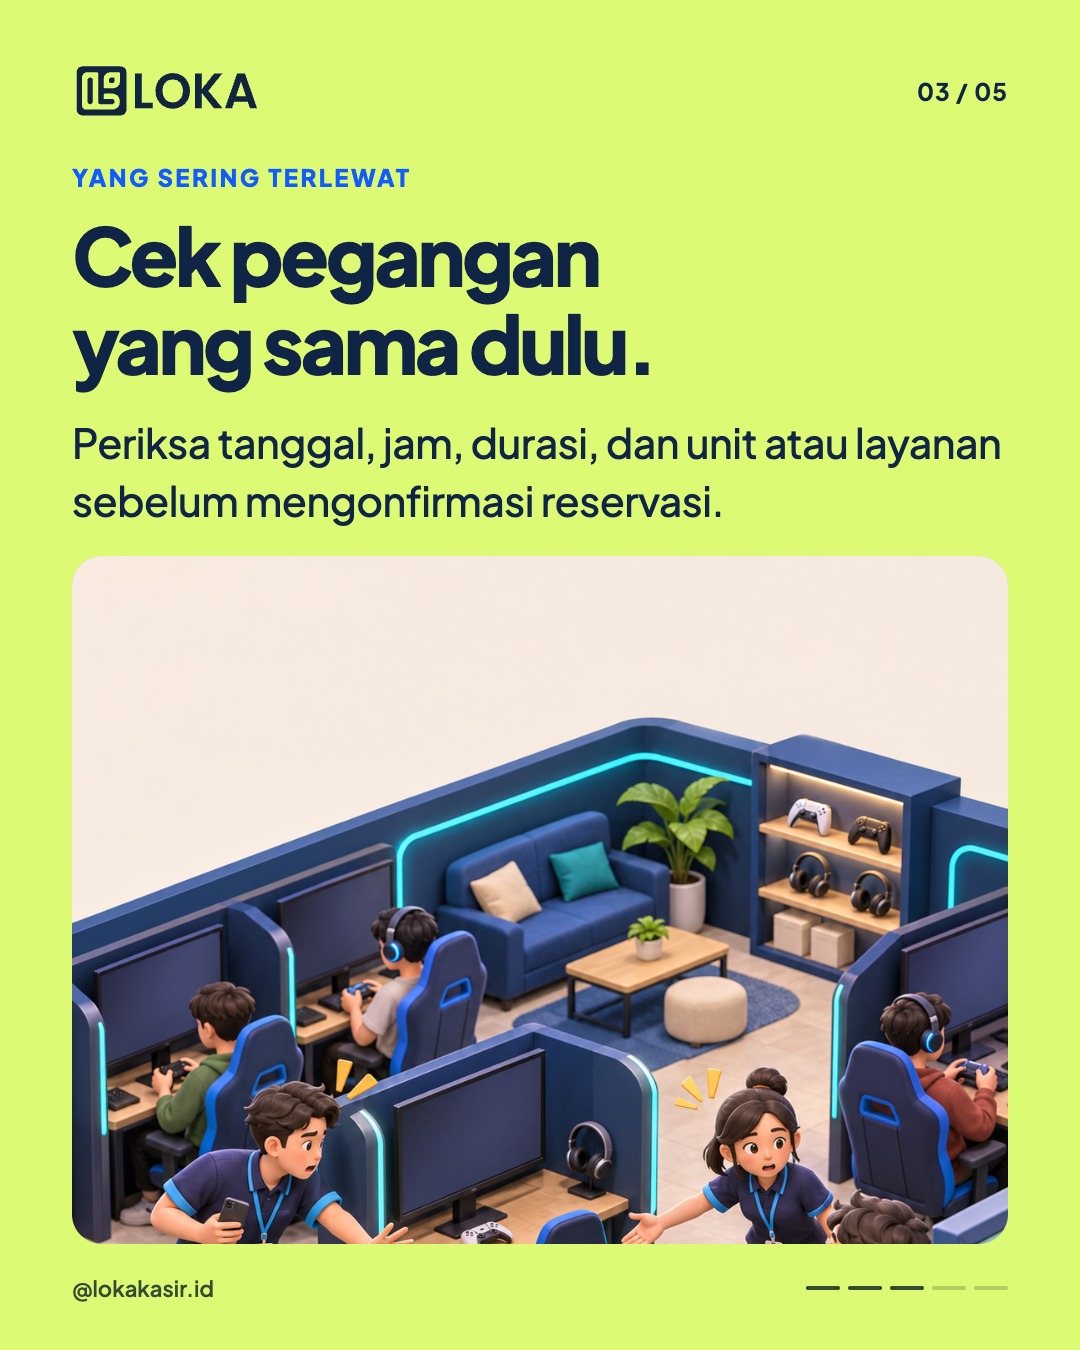 LOKA
03 / 05
YANG SERING TERLEWAT
Cek pegangan
yang sama dulu.
Periksa tanggal, jam, durasi, dan unit atau layanan
sebelum mengonfirmasi reservasi.
@lokakasir.id